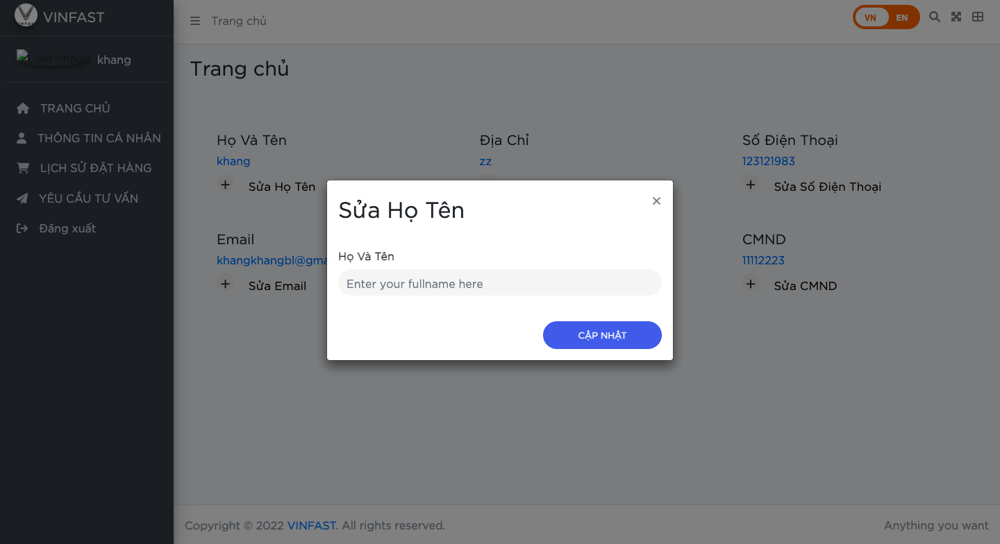 VINFAST
Trang chủ
VN EN
User Image khang
Trang chủ
TRANG CHỦ
THÔNG TIN CÁ NHÂN
LỊCH SỬ ĐẶT HÀNG
YÊU CẦU TƯ VẤN
Đăng xuất
Họ Và Tên
khang
Sửa Họ Tên
Địa Chỉ
zz
Số Điện Thoại
123121983
Sửa Số Điện Thoại
Email
khangkhangbl@gma
Sửa Email
CMND
11112223
Sửa CMND
Sửa Họ Tên
×
Họ Và Tên
Enter your fullname here
CẬP NHẬT
Copyright © 2022 VINFAST. All rights reserved.
Anything you want